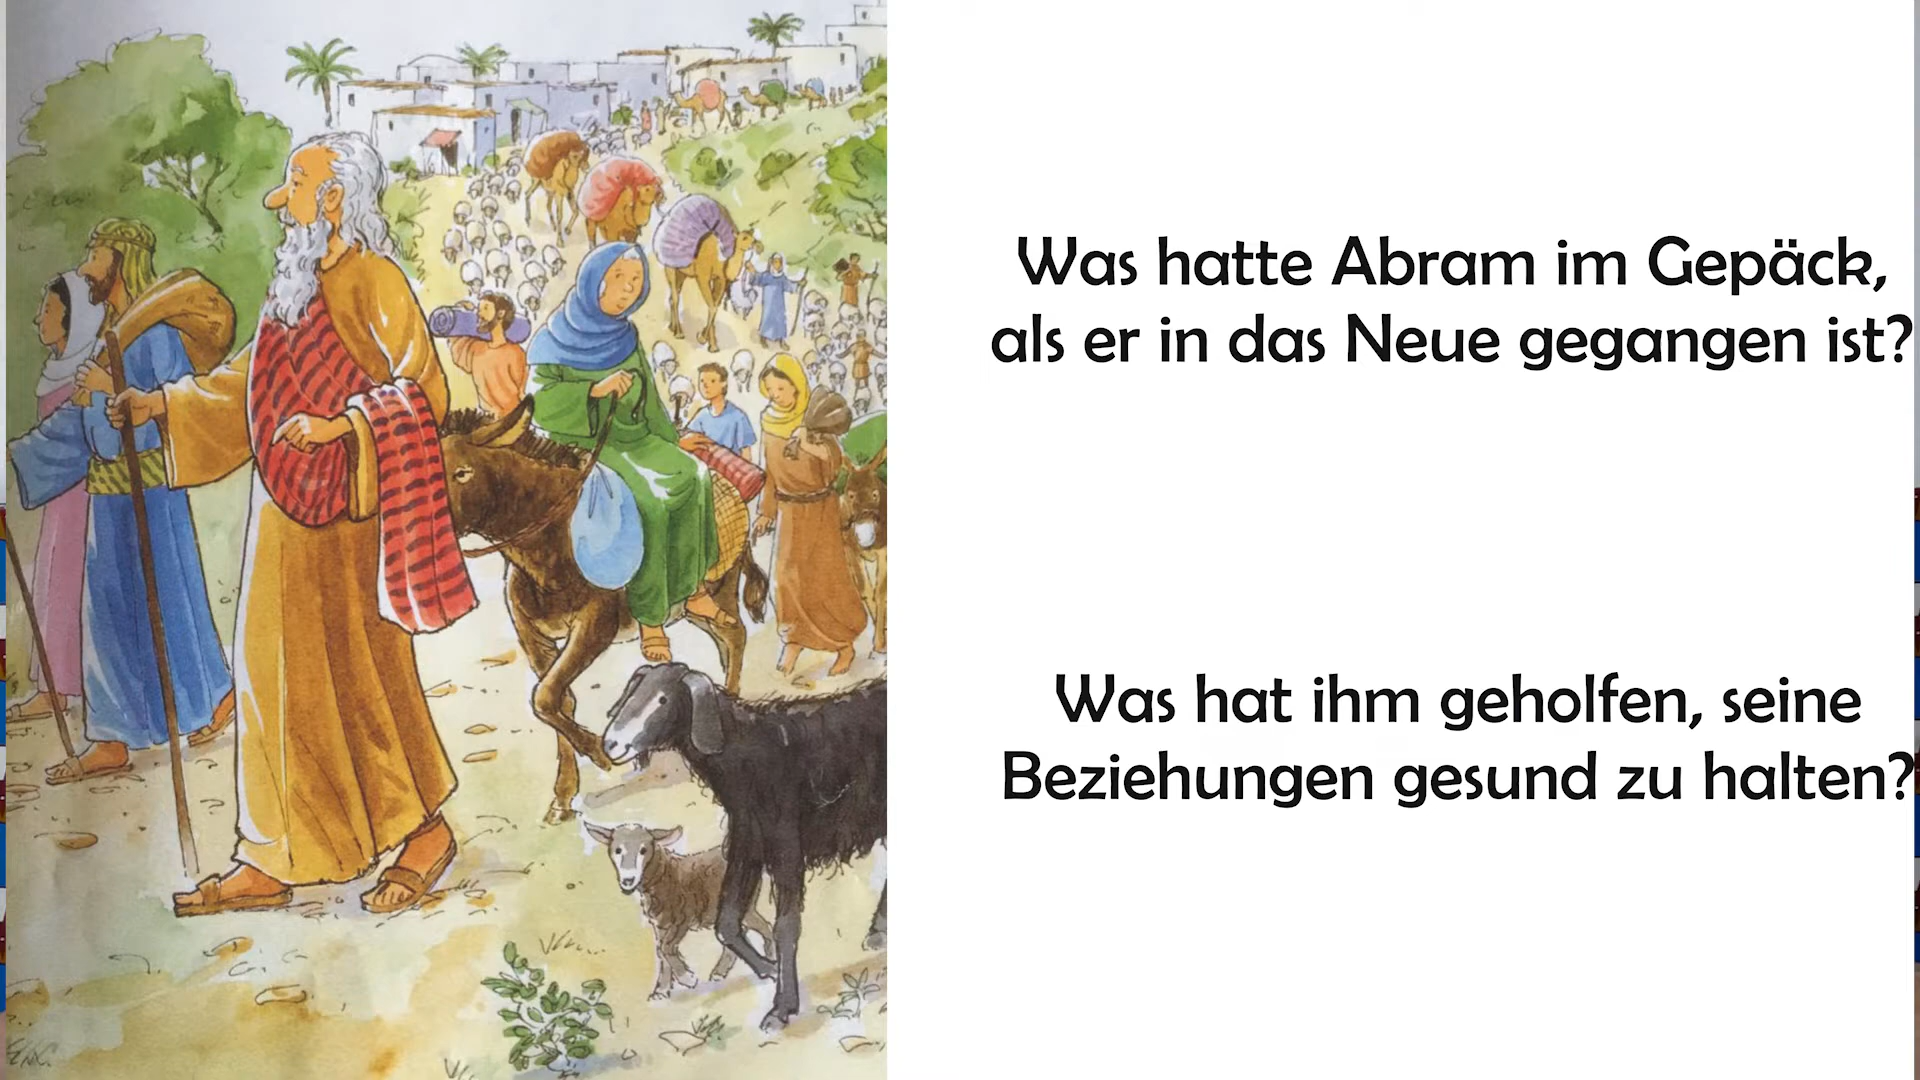 Was hatte Abram im Gepäck,
als er in das Neue gegangen ist?
Was hat ihm geholfen, seine
Beziehungen gesund zu halten?